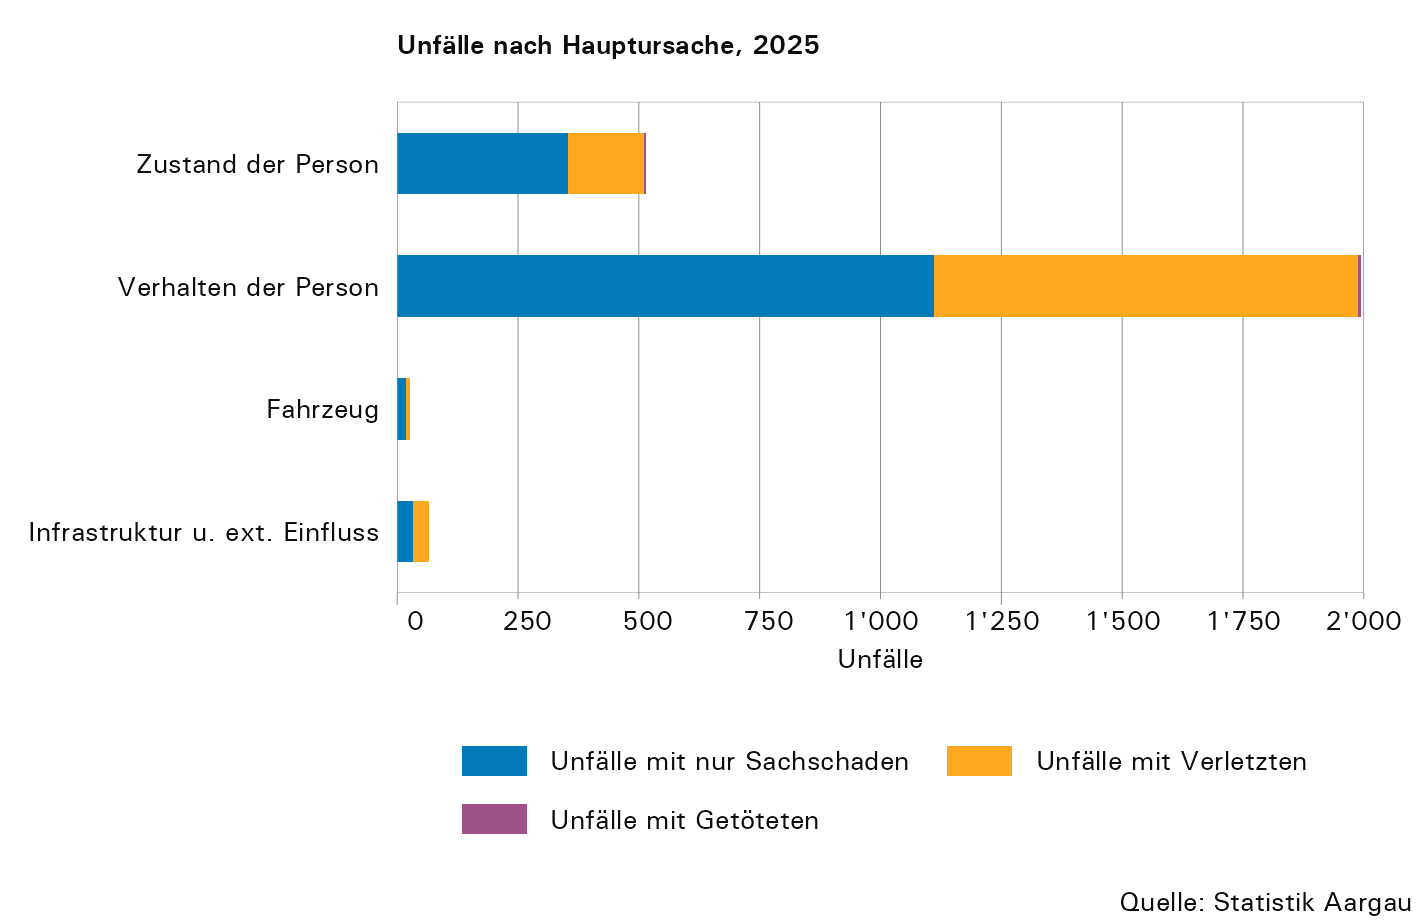 Unfälle nach Hauptursache, 2025
Zustand der Person
Verhalten der Person
Fahrzeug
Infrastruktur u. ext. Einfluss
0 250 500 750 1'000 1'250 1'500 1'750 2'000
Unfälle
Unfälle mit nur Sachschaden Unfälle mit Verletzten
Unfälle mit Getöteten
Quelle: Statistik Aargau